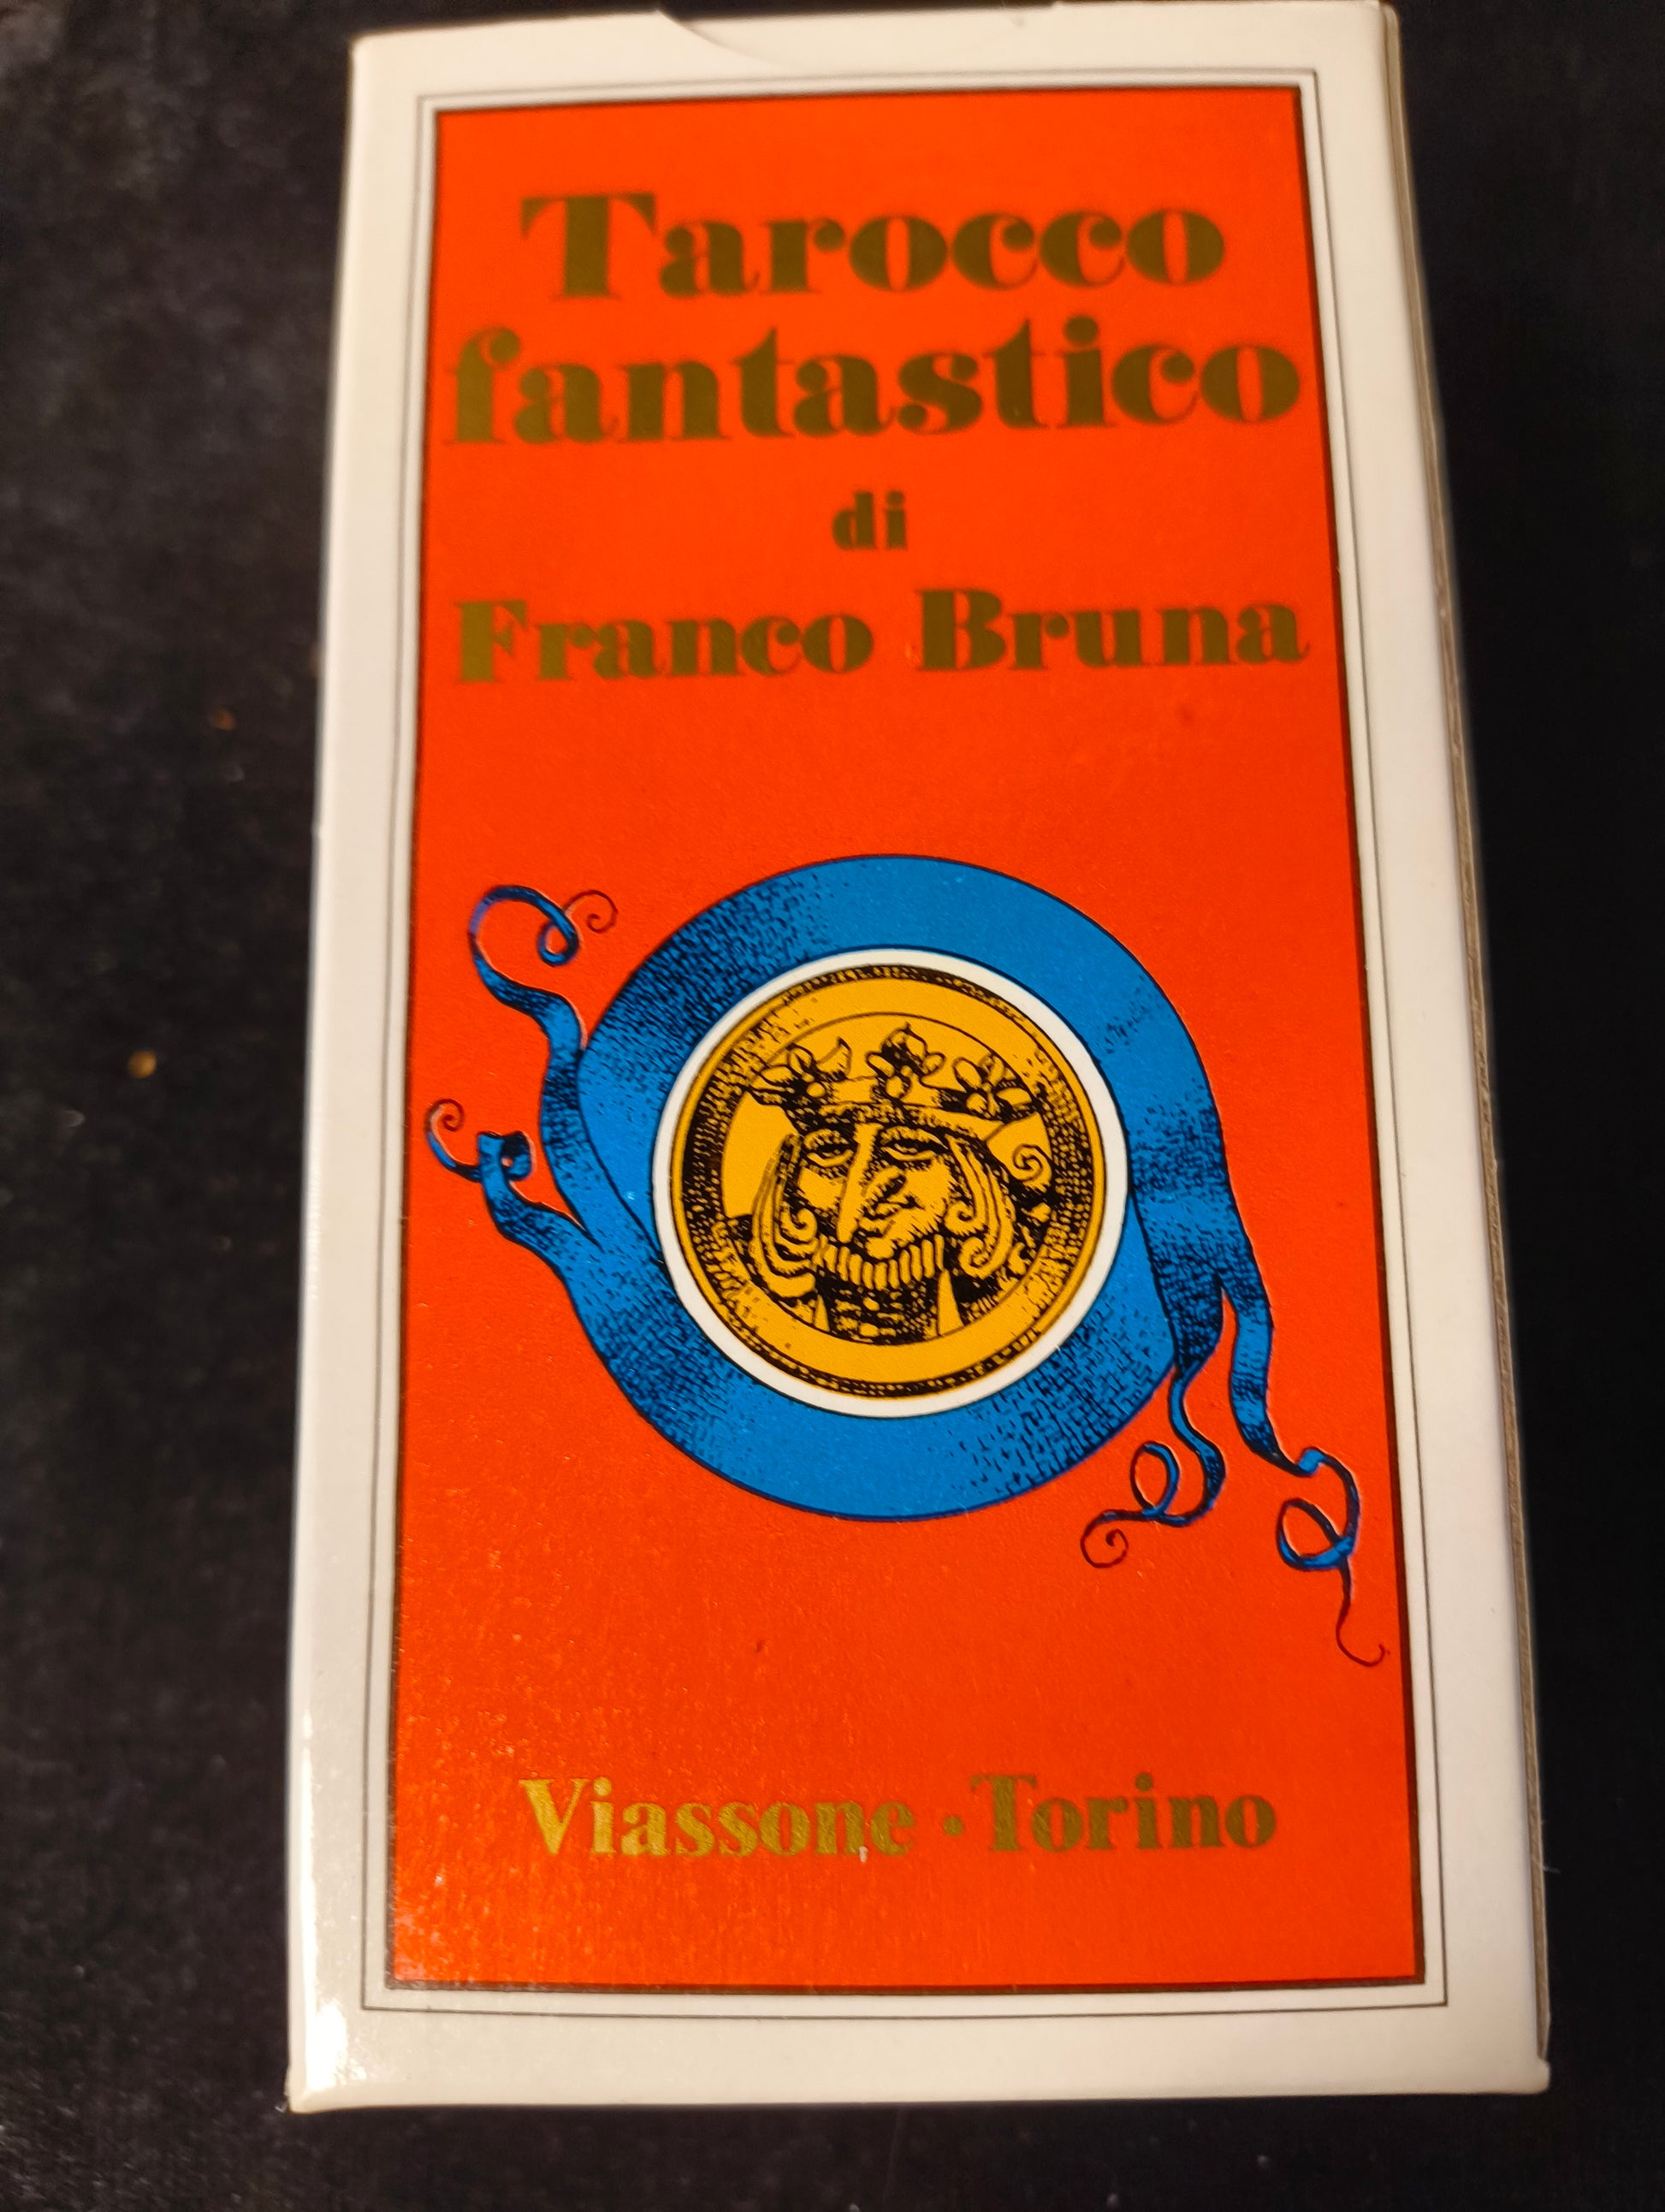 Tarocco
fantastico
di
Franco Bruna
Viassone · Torino